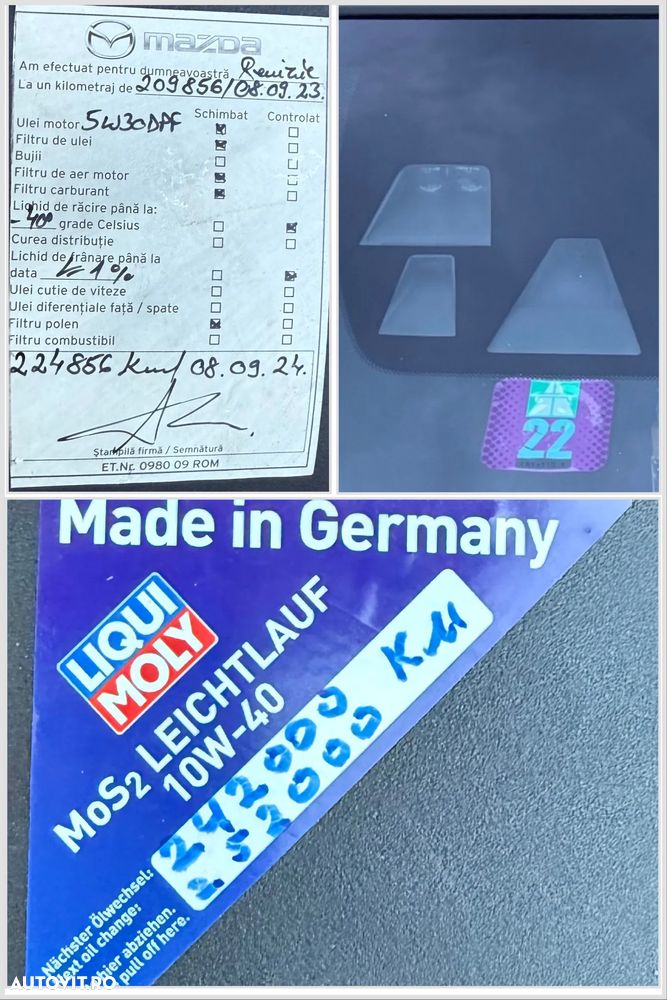 mazda
Am efectuat pentru dumneavoastră Revizie
La un kilometraj de 209856/08.09.23.
Schimbat Controlat
Ulei motor 5W30DPF
Filtru de ulei
Bujii
Filtru de aer motor
Filtru carburant
Lichid de răcire până la:
-40° grade Celsius
Curea distribuție
Lichid de frânare până la
data 1%
Ulei cutie de viteze
Ulei diferențiale față / spate
Filtru polen
Filtru combustibil
224856 Km/ 08.09.24.
Ștampilă firmă / Semnătură
ET.Nr. 0980 09 ROM
22
Made in Germany
LIQUI
MOLY
MoS2 LEICHTLAUF
10W-40
242000 KM
252000
Nächster Ölwechsel:
Next oil change:
hier abziehen.
pull off here.
AUTOVIT.RO